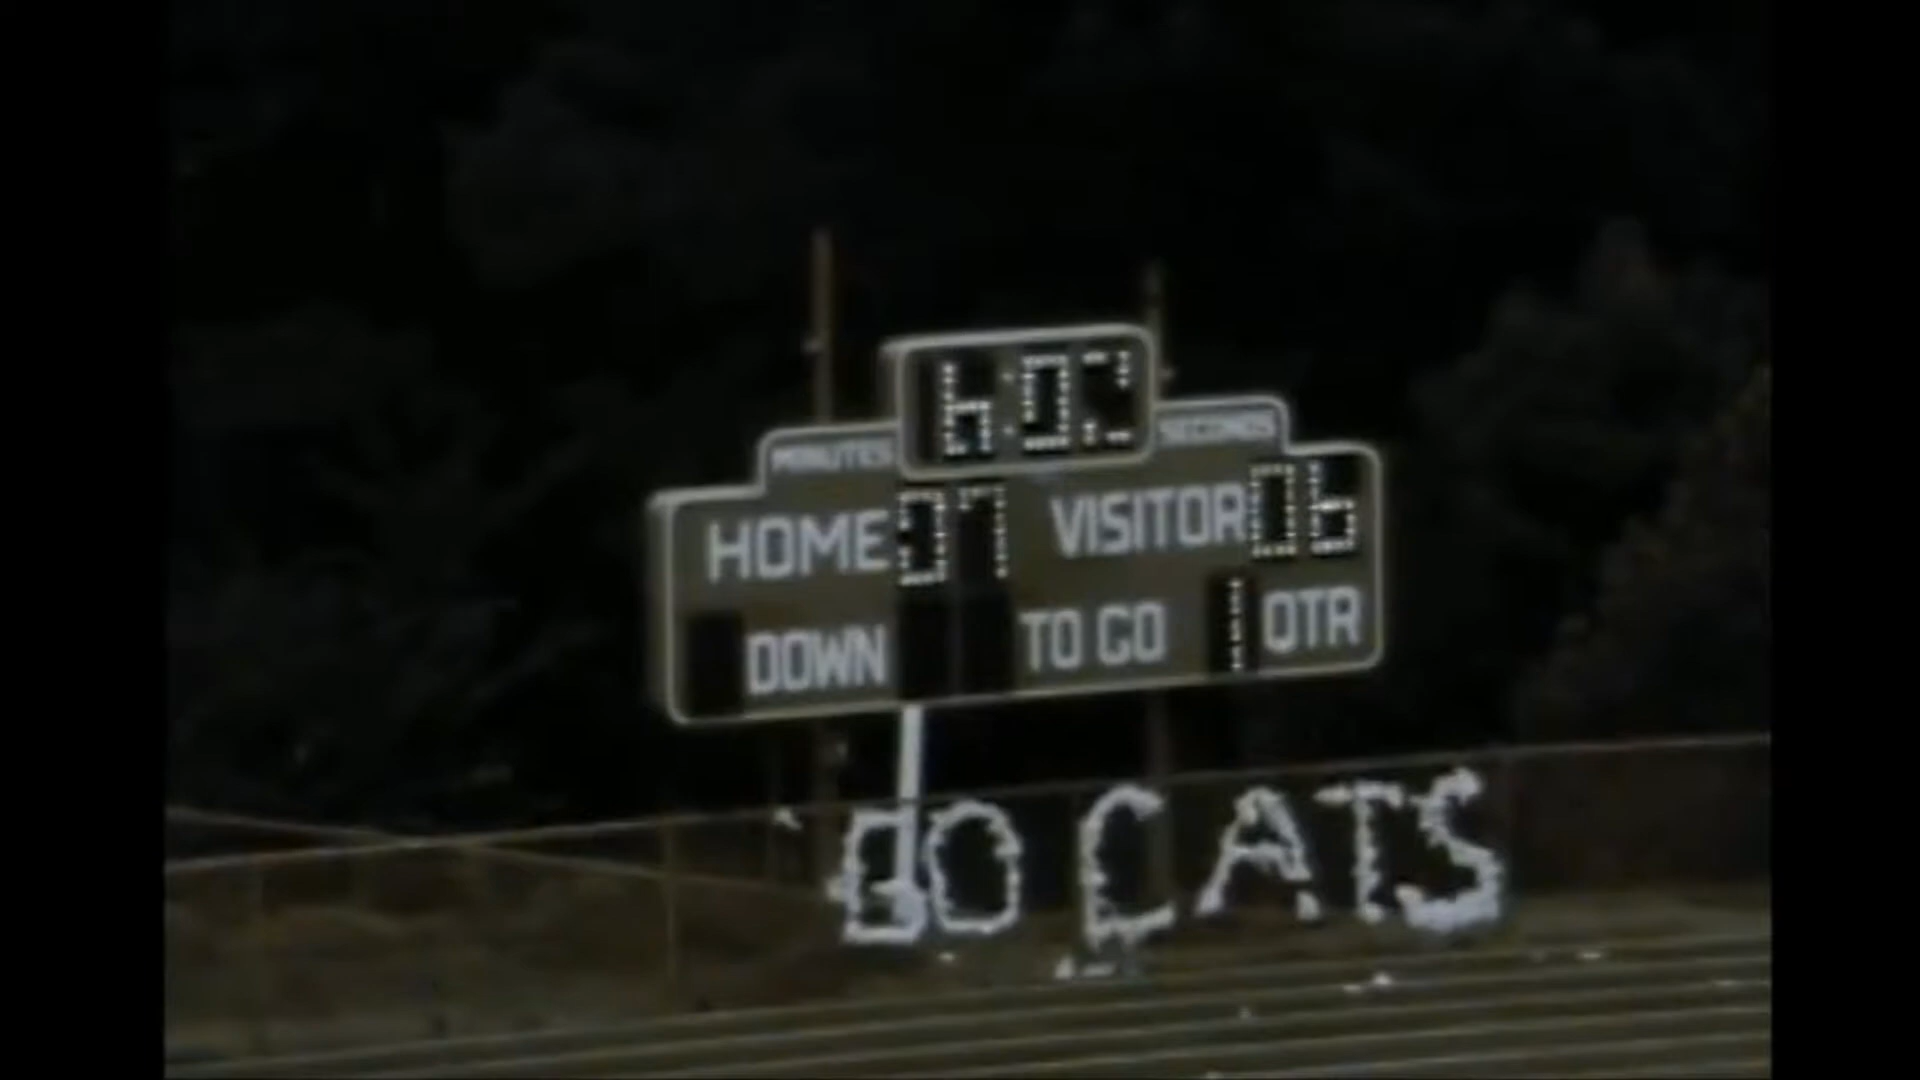 6:02
MINUTES SECONDS
HOME 07 VISITOR 06
DOWN TO GO 1 QTR
GO CATS